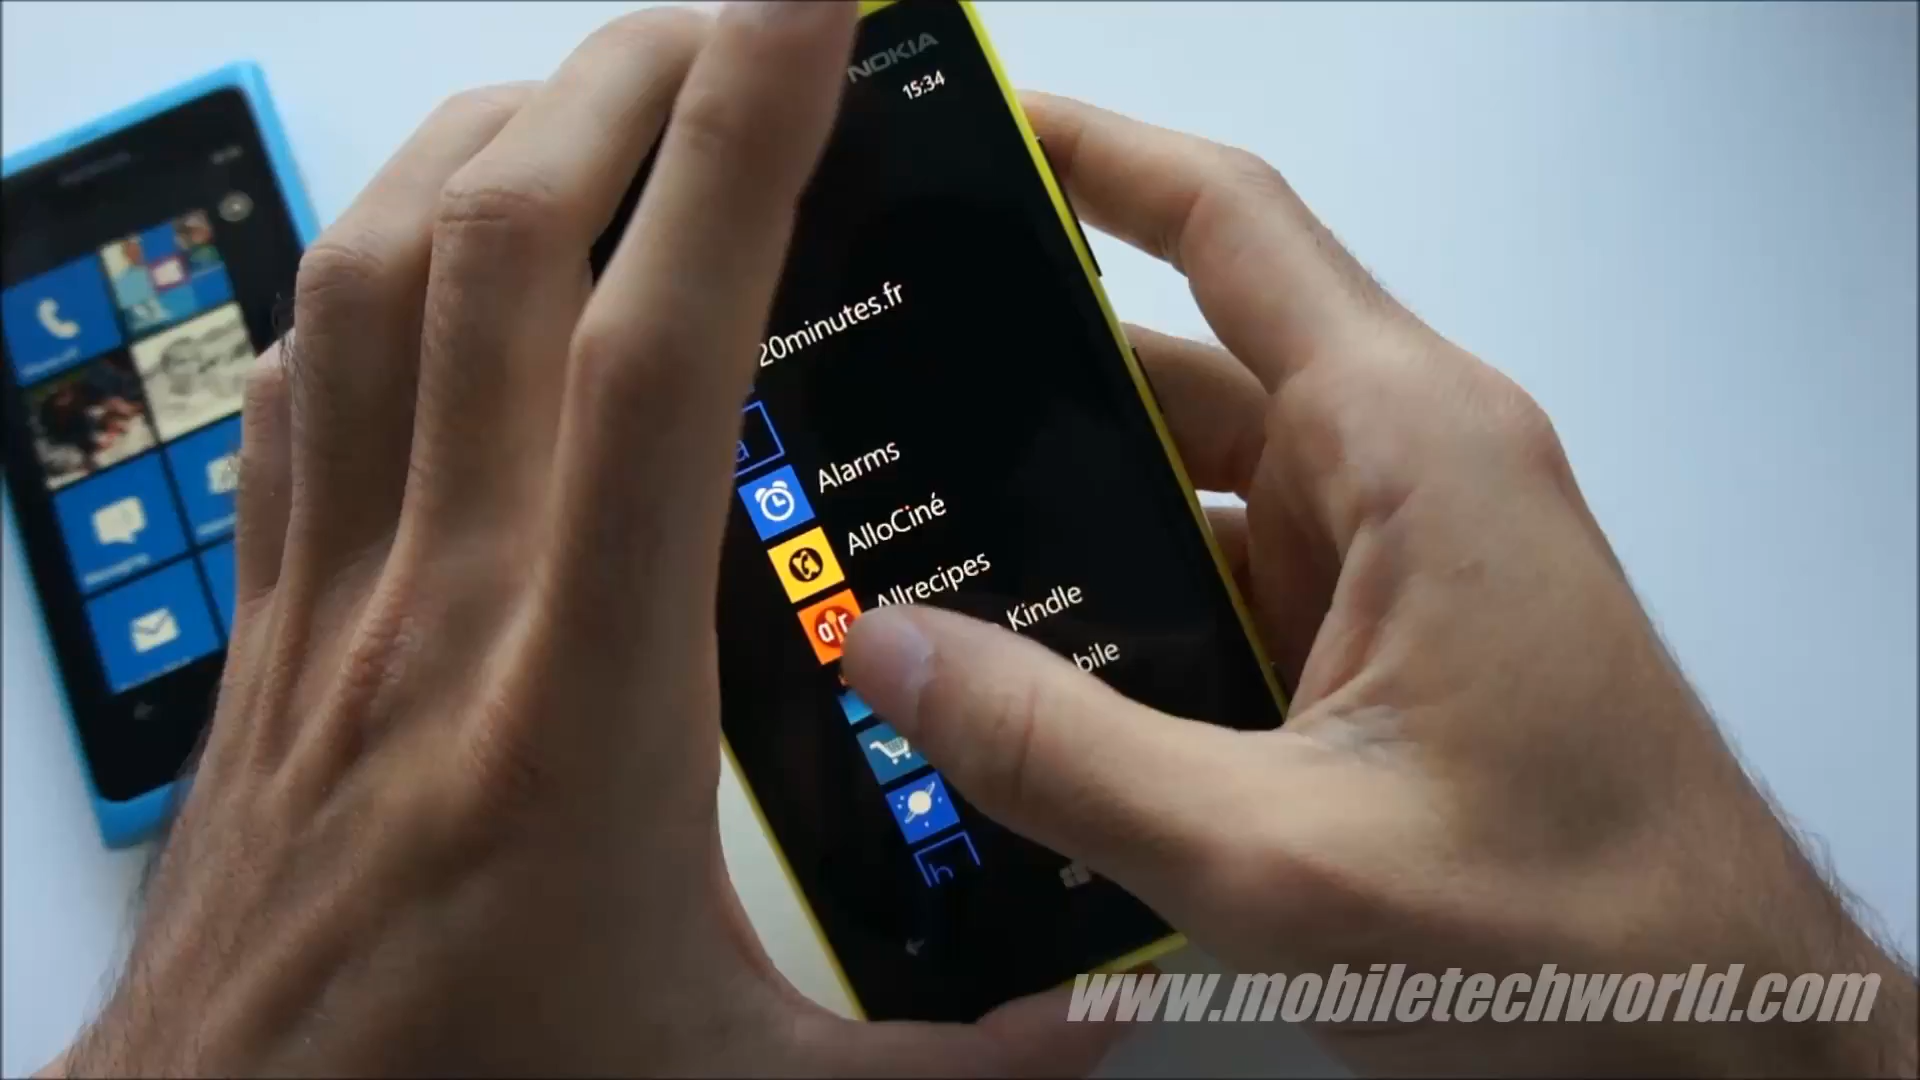 NOKIA
15:34
20minutes.fr
a
Alarms
AlloCiné
Allrecipes
Kindle
bile
h
www.mobiletechworld.com